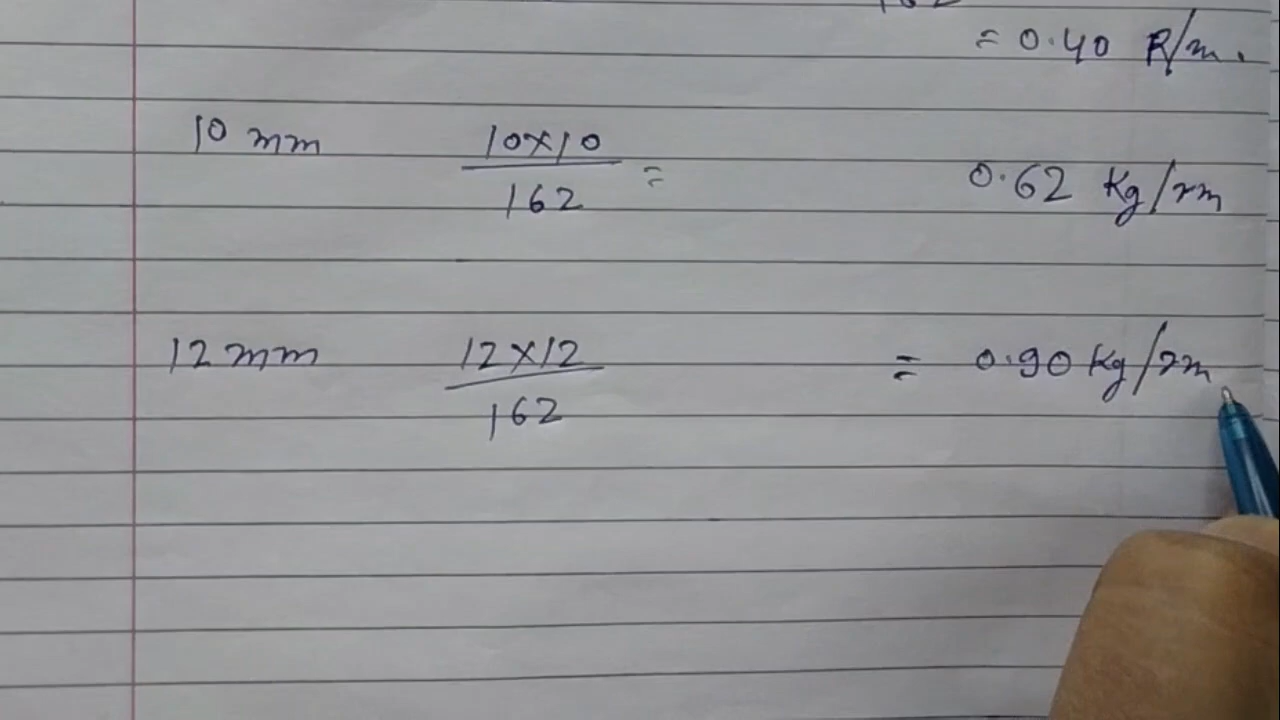 = 0.40 R/m.
10 mm 10×10
162 = 0.62 Kg/rm
12 mm 12×12 = 0.90 Kg/rm
162